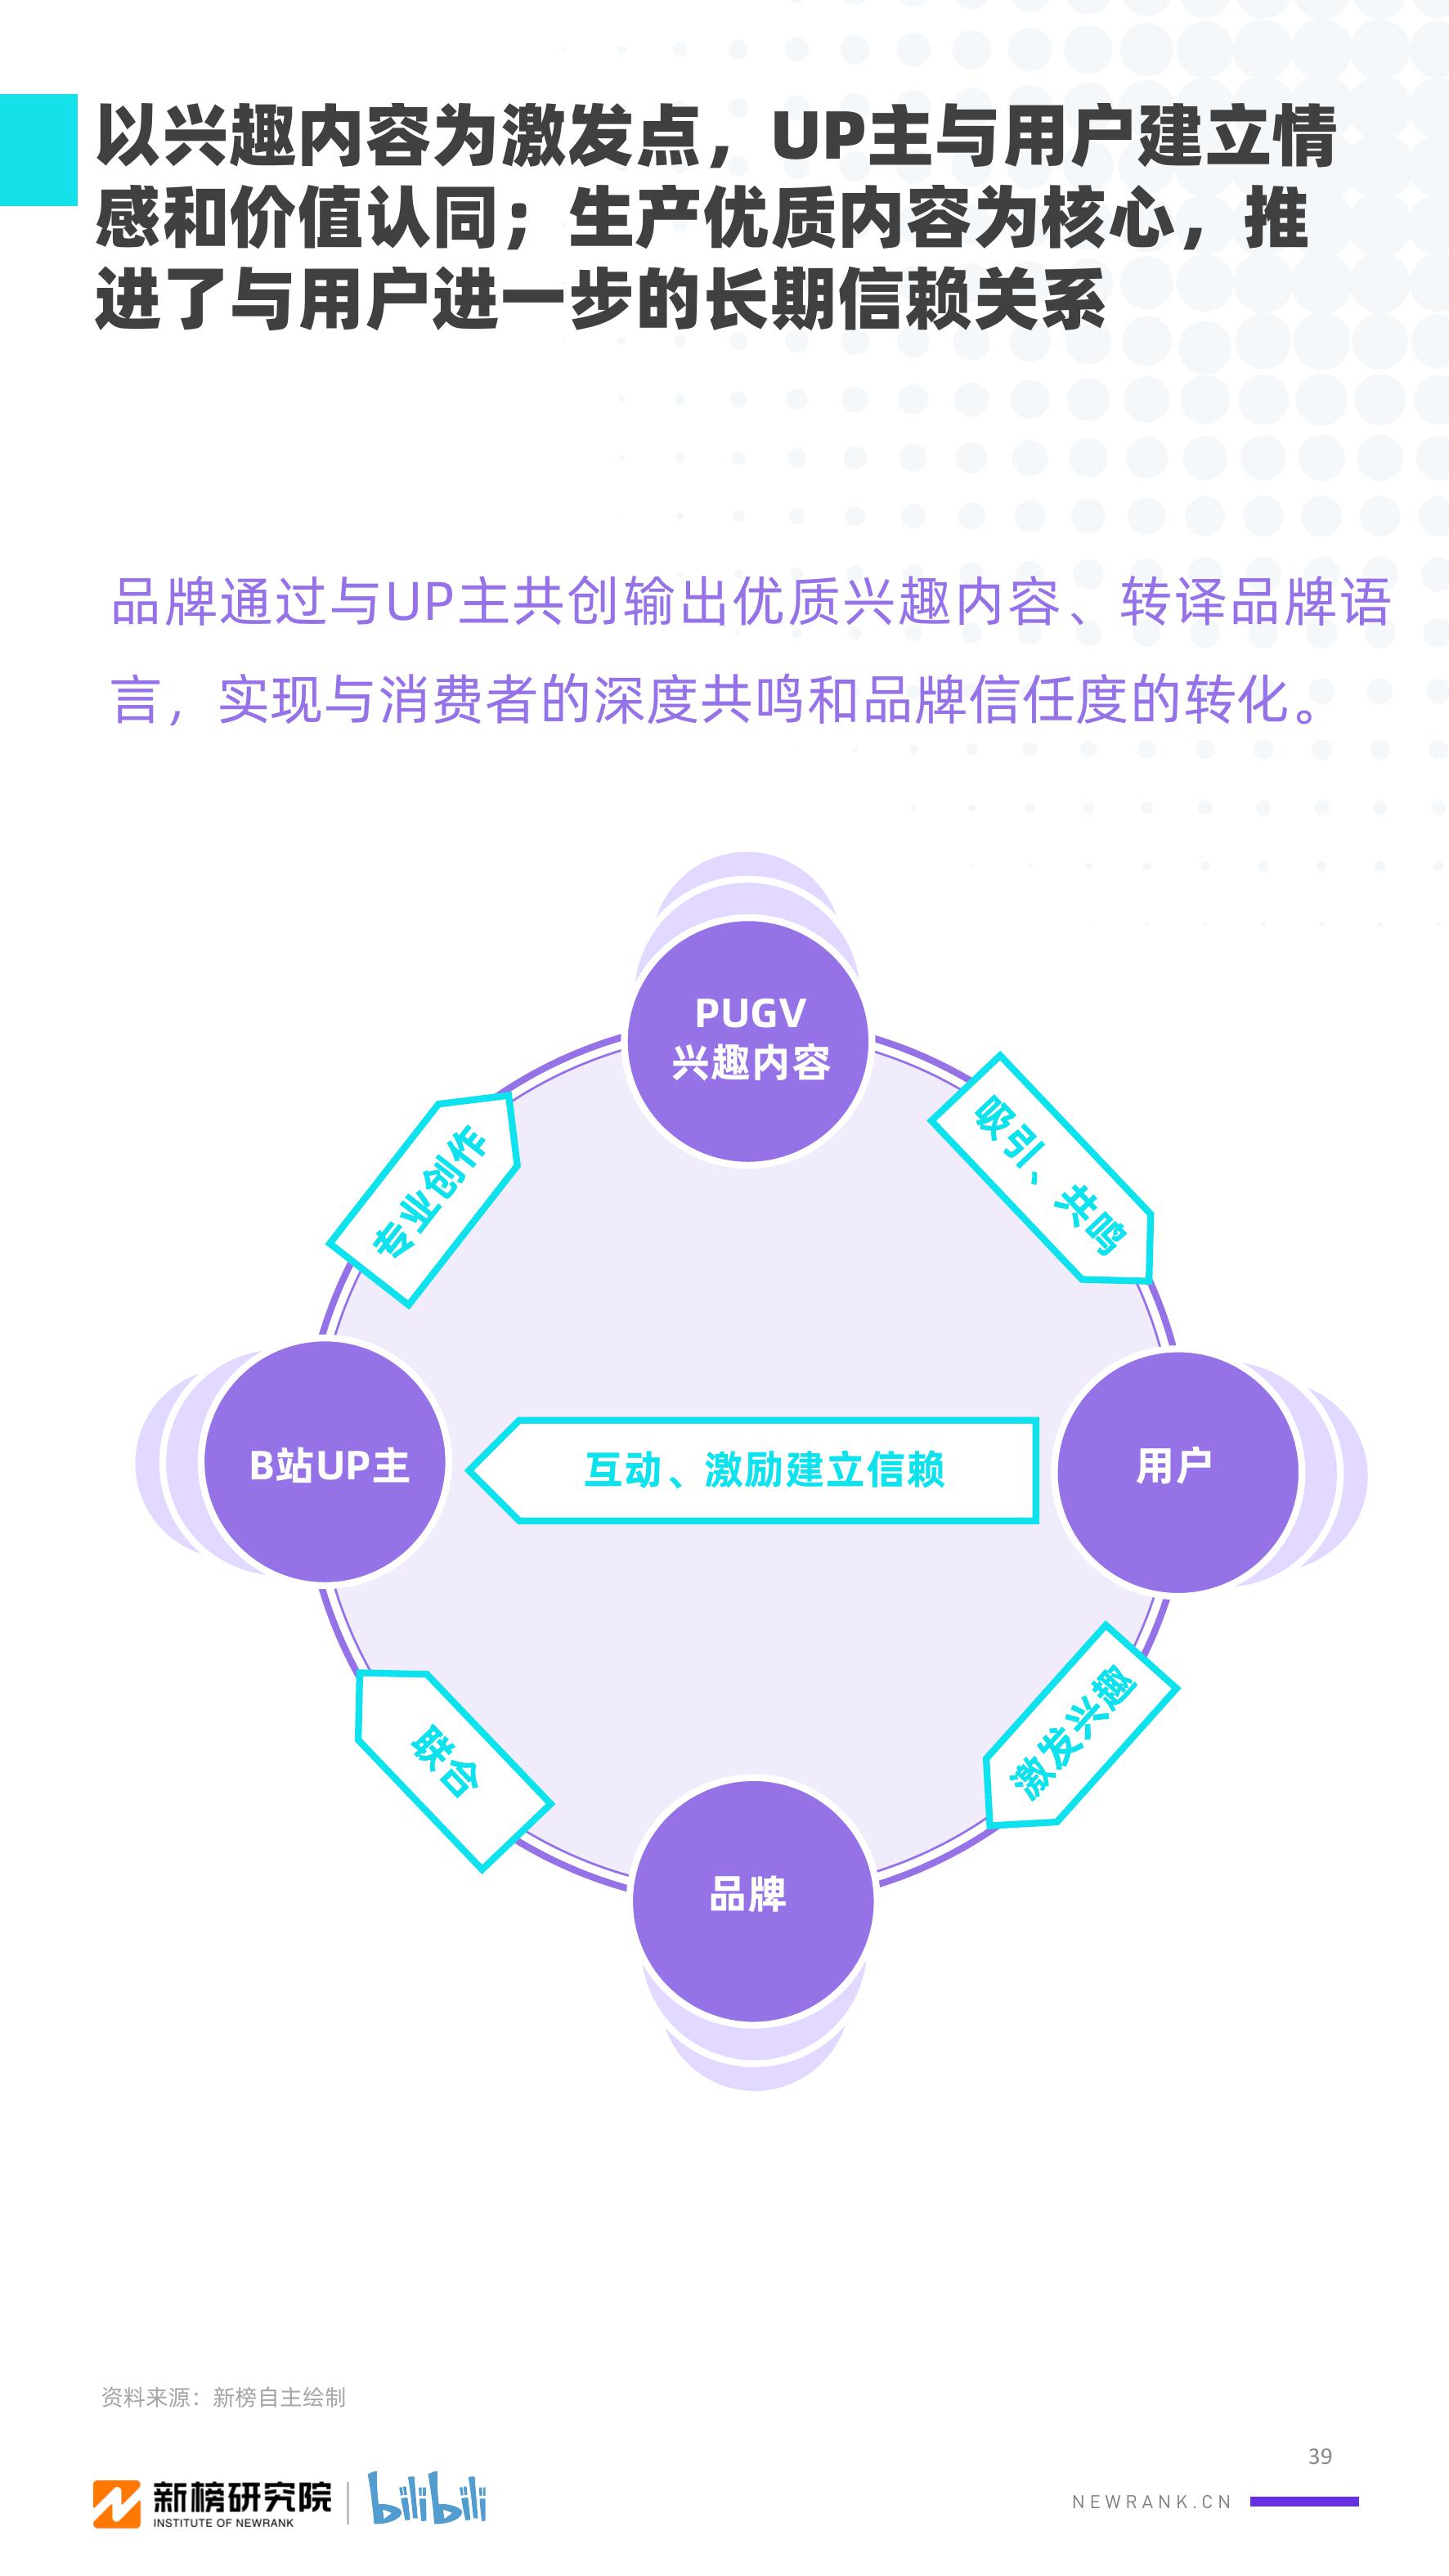 以兴趣内容为激发点，UP主与用户建立情
感和价值认同；生产优质内容为核心，推
进了与用户进一步的长期信赖关系
品牌通过与UP主共创输出优质兴趣内容、转译品牌语
言，实现与消费者的深度共鸣和品牌信任度的转化。
PUGV
兴趣内容
专业创作
吸引、共鸣
B站UP主
互动、激励建立信赖
用户
联合
激发兴趣
品牌
资料来源：新榜自主绘制
39
新榜研究院
INSTITUTE OF NEWRANK
bilibili
NEWRANK.CN